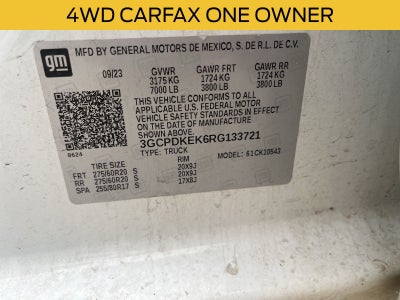 4WD CARFAX ONE OWNER
gm
MFD BY GENERAL MOTORS DE MEXICO, S. DE R.L. DE C.V.
09/23 GVWR GAWR FRT GAWR RR
3175 KG 1724 KG 1724 KG
7000 LB 3800 LB 3800 LB
THIS VEHICLE CONFORMS TO ALL APPLICABLE
U.S. FEDERAL MOTOR VEHICLE
SAFETY STANDARDS IN EFFECT
ON THE DATE OF MANUFACTURE
SHOWN ABOVE.
3GCPDKEK6RG133721
TYPE: TRUCK MODEL: 61CK10543
TIRE SIZE RIM
FRT 275/60R20 S 20X9J
RR 275/60R20 S 20X9J
SPA 255/80R17 S 17X8J